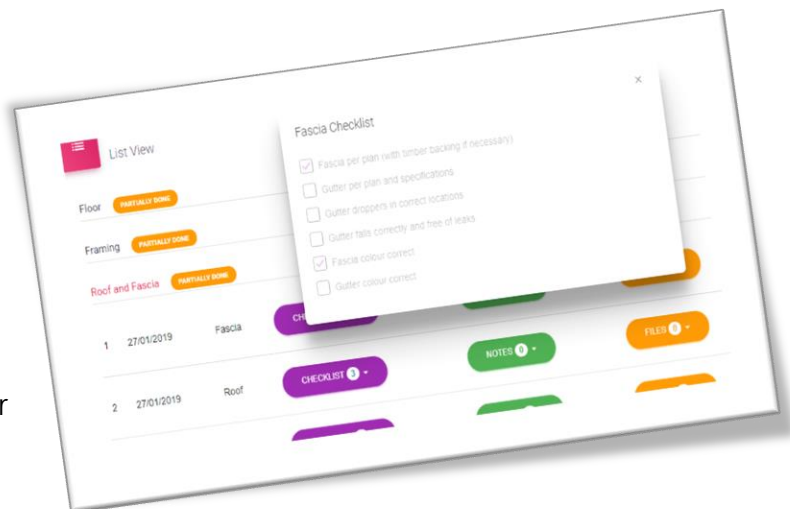 List View
Floor PARTIALLY DONE
Framing PARTIALLY DONE
Roof and Fascia PARTIALLY DONE
Fascia Checklist
×
Fascia per plan (with timber backing if necessary)
Gutter per plan and specifications
Gutter droppers in correct locations
Gutter falls correctly and free of leaks
Fascia colour correct
Gutter colour correct
1 27/01/2019 Fascia CH
2 27/01/2019 Roof CHECKLIST 3 NOTES 0 FILES 0
r